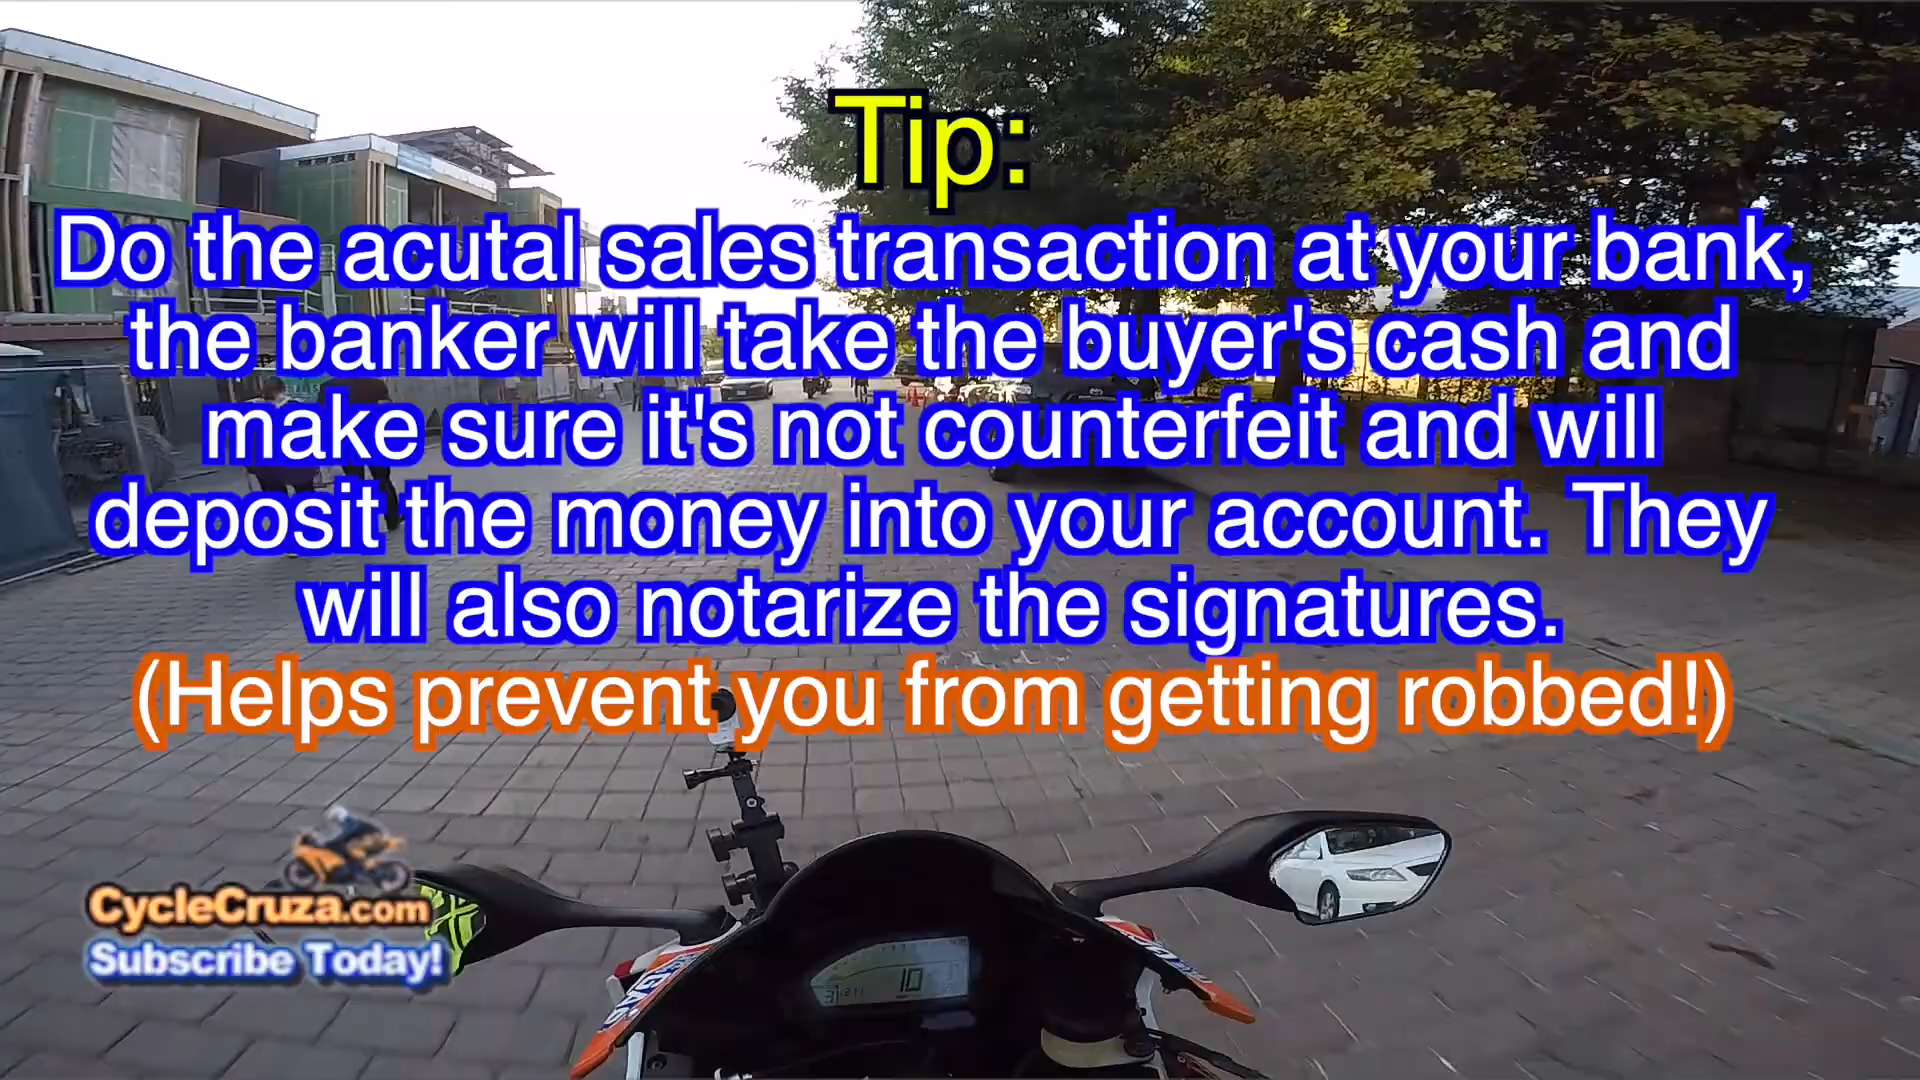 Tip:
Do the acutal sales transaction at your bank,
the banker will take the buyer's cash and
make sure it's not counterfeit and will
deposit the money into your account. They
will also notarize the signatures.
(Helps prevent you from getting robbed!)
CycleCruza.com
Subscribe Today!
10